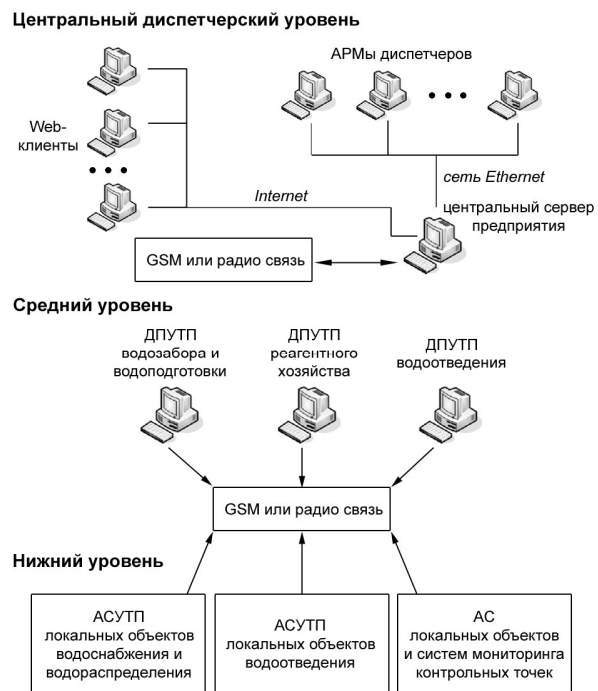 Центральный диспетчерский уровень
АРМы диспетчеров
Web-
клиенты
сеть Ethernet
Internet
центральный сервер
предприятия
GSM или радио связь
Средний уровень
ДПУТП
водозабора и
водоподготовки
ДПУТП
реагентного
хозяйства
ДПУТП
водоотведения
GSM или радио связь
Нижний уровень
АСУТП
локальных объектов
водоснабжения и
водораспределения
АСУТП
локальных объектов
водоотведения
АС
локальных объектов
и систем мониторинга
контрольных точек